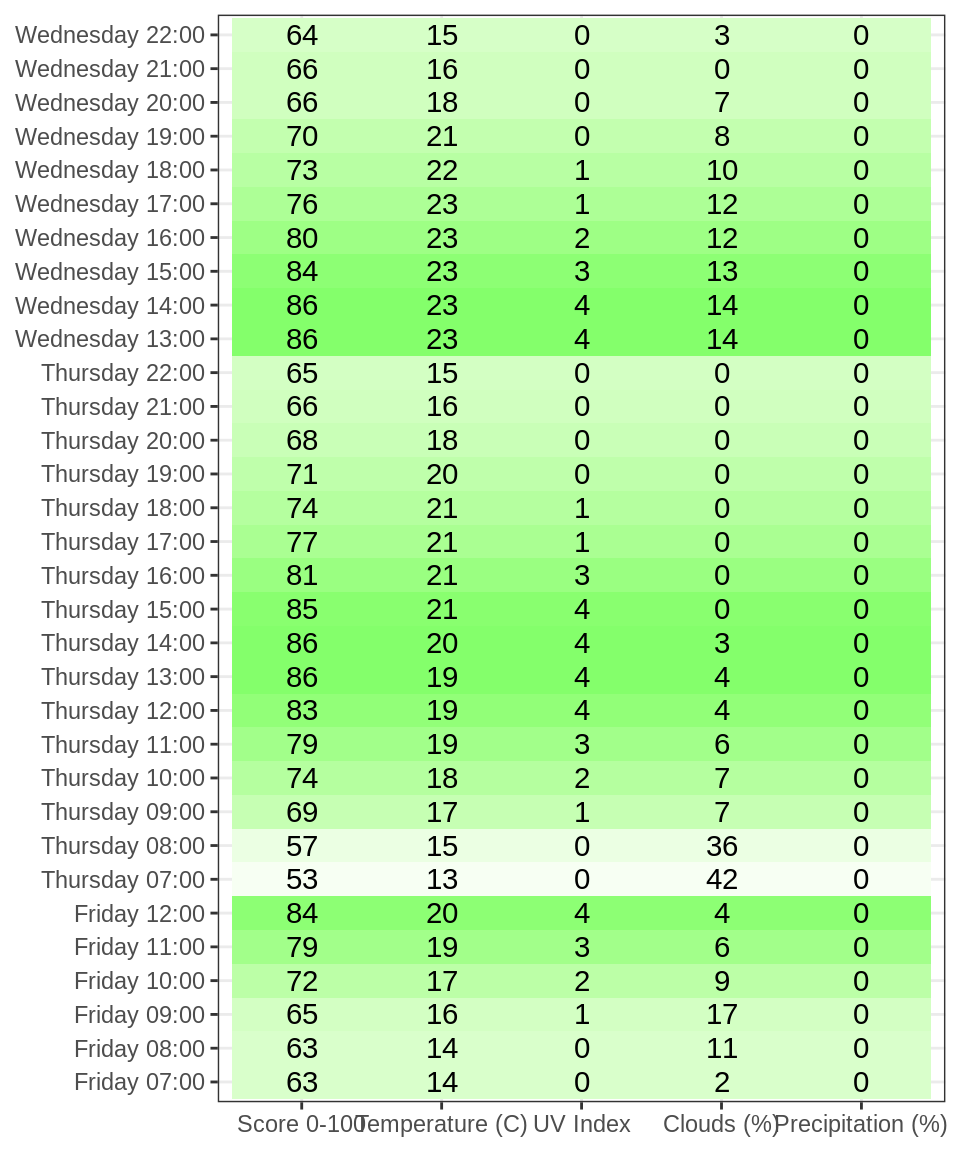 Wednesday 22:00 64 15 0 3 0
Wednesday 21:00 66 16 0 0 0
Wednesday 20:00 66 18 0 7 0
Wednesday 19:00 70 21 0 8 0
Wednesday 18:00 73 22 1 10 0
Wednesday 17:00 76 23 1 12 0
Wednesday 16:00 80 23 2 12 0
Wednesday 15:00 84 23 3 13 0
Wednesday 14:00 86 23 4 14 0
Wednesday 13:00 86 23 4 14 0
Thursday 22:00 65 15 0 0 0
Thursday 21:00 66 16 0 0 0
Thursday 20:00 68 18 0 0 0
Thursday 19:00 71 20 0 0 0
Thursday 18:00 74 21 1 0 0
Thursday 17:00 77 21 1 0 0
Thursday 16:00 81 21 3 0 0
Thursday 15:00 85 21 4 0 0
Thursday 14:00 86 20 4 3 0
Thursday 13:00 86 19 4 4 0
Thursday 12:00 83 19 4 4 0
Thursday 11:00 79 19 3 6 0
Thursday 10:00 74 18 2 7 0
Thursday 09:00 69 17 1 7 0
Thursday 08:00 57 15 0 36 0
Thursday 07:00 53 13 0 42 0
Friday 12:00 84 20 4 4 0
Friday 11:00 79 19 3 6 0
Friday 10:00 72 17 2 9 0
Friday 09:00 65 16 1 17 0
Friday 08:00 63 14 0 11 0
Friday 07:00 63 14 0 2 0
Score 0-100 Temperature (C) UV Index Clouds (%) Precipitation (%)